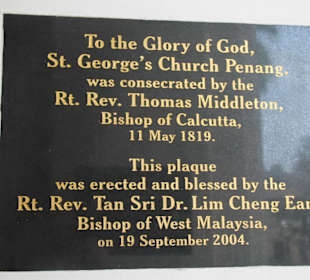 To the Glory of God,
St. George's Church Penang,
was consecrated by the
Rt. Rev. Thomas Middleton,
Bishop of Calcutta,
11 May 1819.
This plaque
was erected and blessed by the
Rt. Rev. Tan Sri Dr. Lim Cheng Ean
Bishop of West Malaysia,
on 19 September 2004.